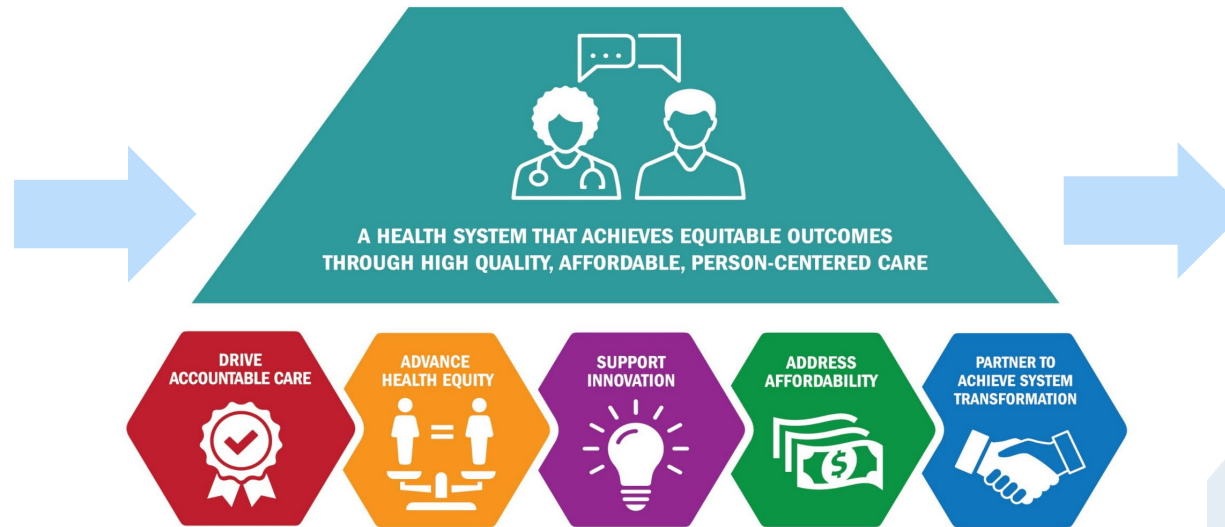 A HEALTH SYSTEM THAT ACHIEVES EQUITABLE OUTCOMES
THROUGH HIGH QUALITY, AFFORDABLE, PERSON-CENTERED CARE
DRIVE
ACCOUNTABLE CARE
ADVANCE
HEALTH EQUITY
SUPPORT
INNOVATION
ADDRESS
AFFORDABILITY
PARTNER TO
ACHIEVE SYSTEM
TRANSFORMATION
=
$